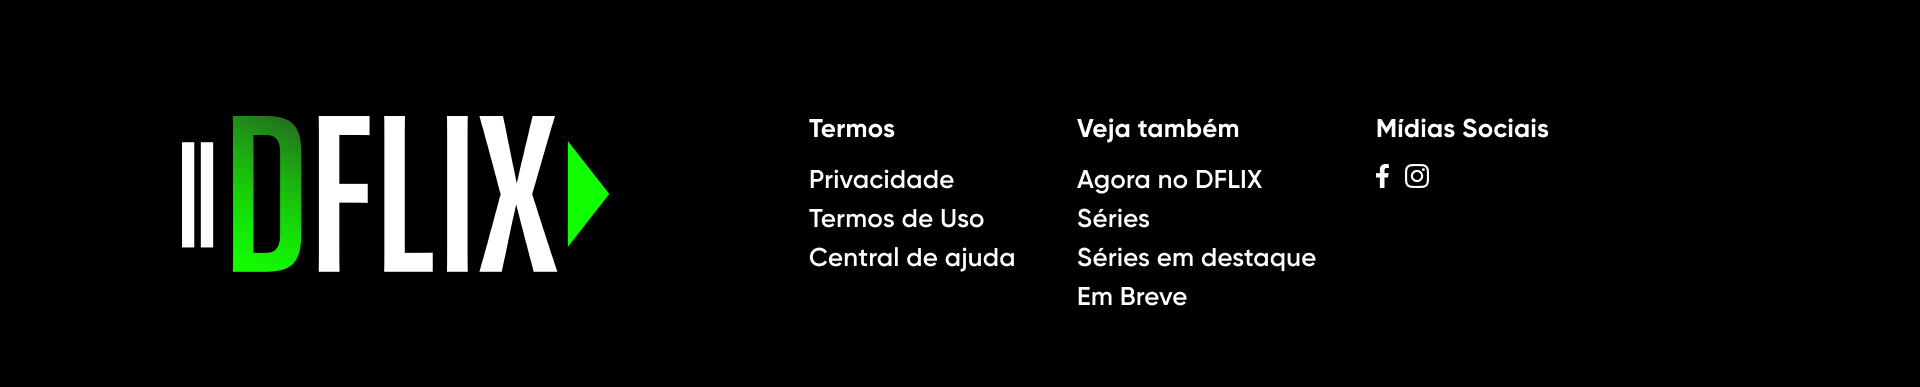 DFLIX
Termos
Privacidade
Termos de Uso
Central de ajuda
Veja também
Agora no DFLIX
Séries
Séries em destaque
Em Breve
Mídias Sociais